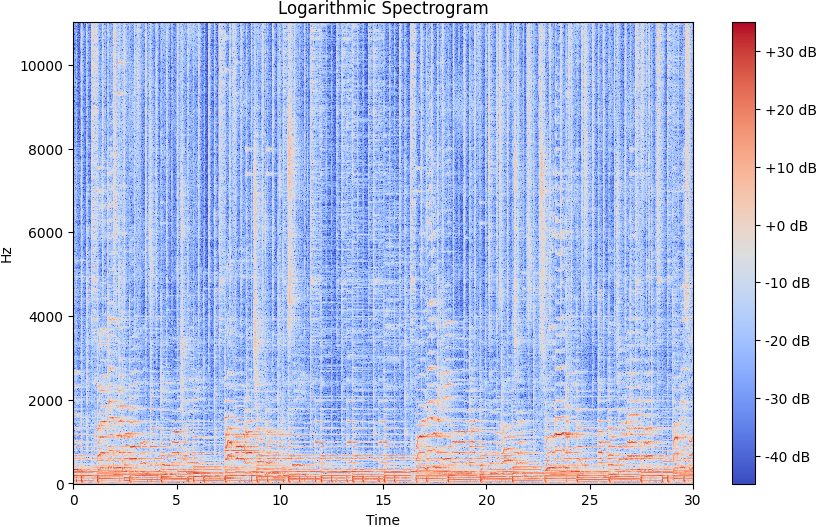 Logarithmic Spectrogram
10000
8000
6000
4000
2000
0
Hz
0 5 10 15 20 25 30
Time
+30 dB
+20 dB
+10 dB
+0 dB
-10 dB
-20 dB
-30 dB
-40 dB